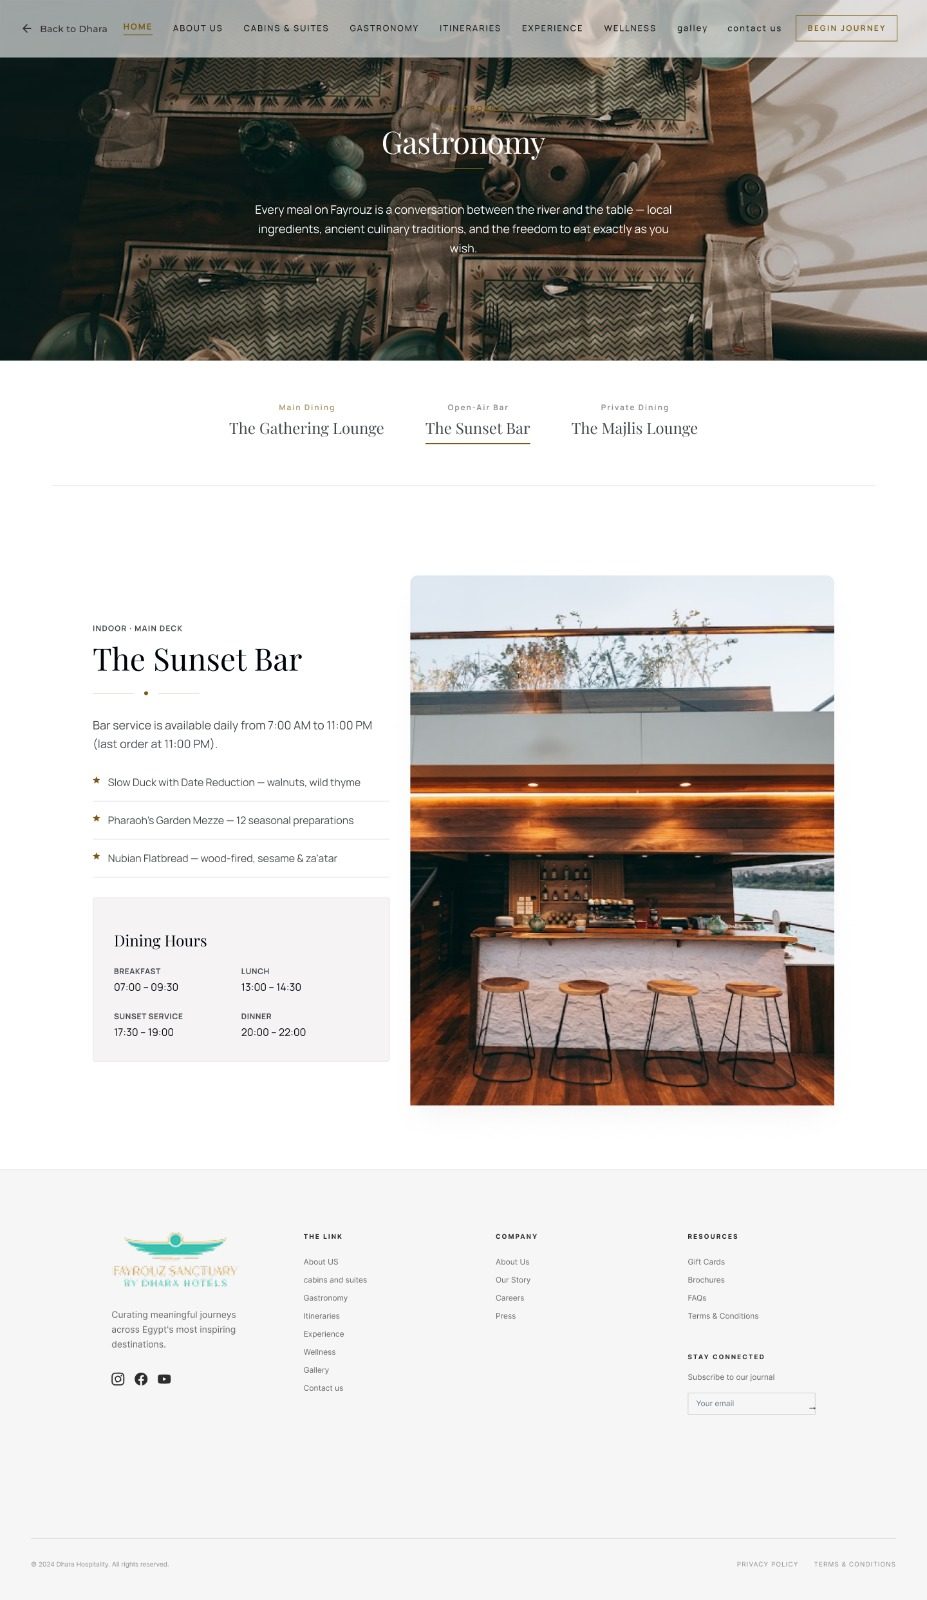 Back to Dhara
HOME
ABOUT US
CABINS & SUITES
GASTRONOMY
ITINERARIES
EXPERIENCE
WELLNESS
galley
contact us
BEGIN JOURNEY
Gastronomy
Every meal on Fayrouz is a conversation between the river and the table — local
ingredients, ancient culinary traditions, and the freedom to eat exactly as you
wish.
Main Dining
The Gathering Lounge
Open-Air Bar
The Sunset Bar
Private Dining
The Majlis Lounge
INDOOR · MAIN DECK
The Sunset Bar
Bar service is available daily from 7:00 AM to 11:00 PM
(last order at 11:00 PM).
Slow Duck with Date Reduction — walnuts, wild thyme
Pharaoh's Garden Mezze — 12 seasonal preparations
Nubian Flatbread — wood-fired, sesame & za'atar
Dining Hours
BREAKFAST
07:00 – 09:30
LUNCH
13:00 – 14:30
SUNSET SERVICE
17:30 – 19:00
DINNER
20:00 – 22:00
FAYROUZ SANCTUARY
BY DHARA HOTELS
Curating meaningful journeys
across Egypt's most inspiring
destinations.
THE LINK
About US
cabins and suites
Gastronomy
Itineraries
Experience
Wellness
Gallery
Contact us
COMPANY
About Us
Our Story
Careers
Press
RESOURCES
Gift Cards
Brochures
FAQs
Terms & Conditions
STAY CONNECTED
Subscribe to our journal
Your email
© 2024 Dhara Hospitality. All rights reserved.
PRIVACY POLICY
TERMS & CONDITIONS